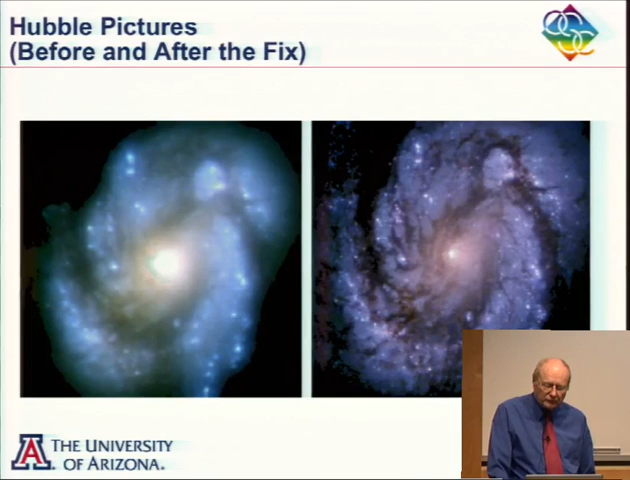 Hubble Pictures
(Before and After the Fix)
THE UNIVERSITY
OF ARIZONA.